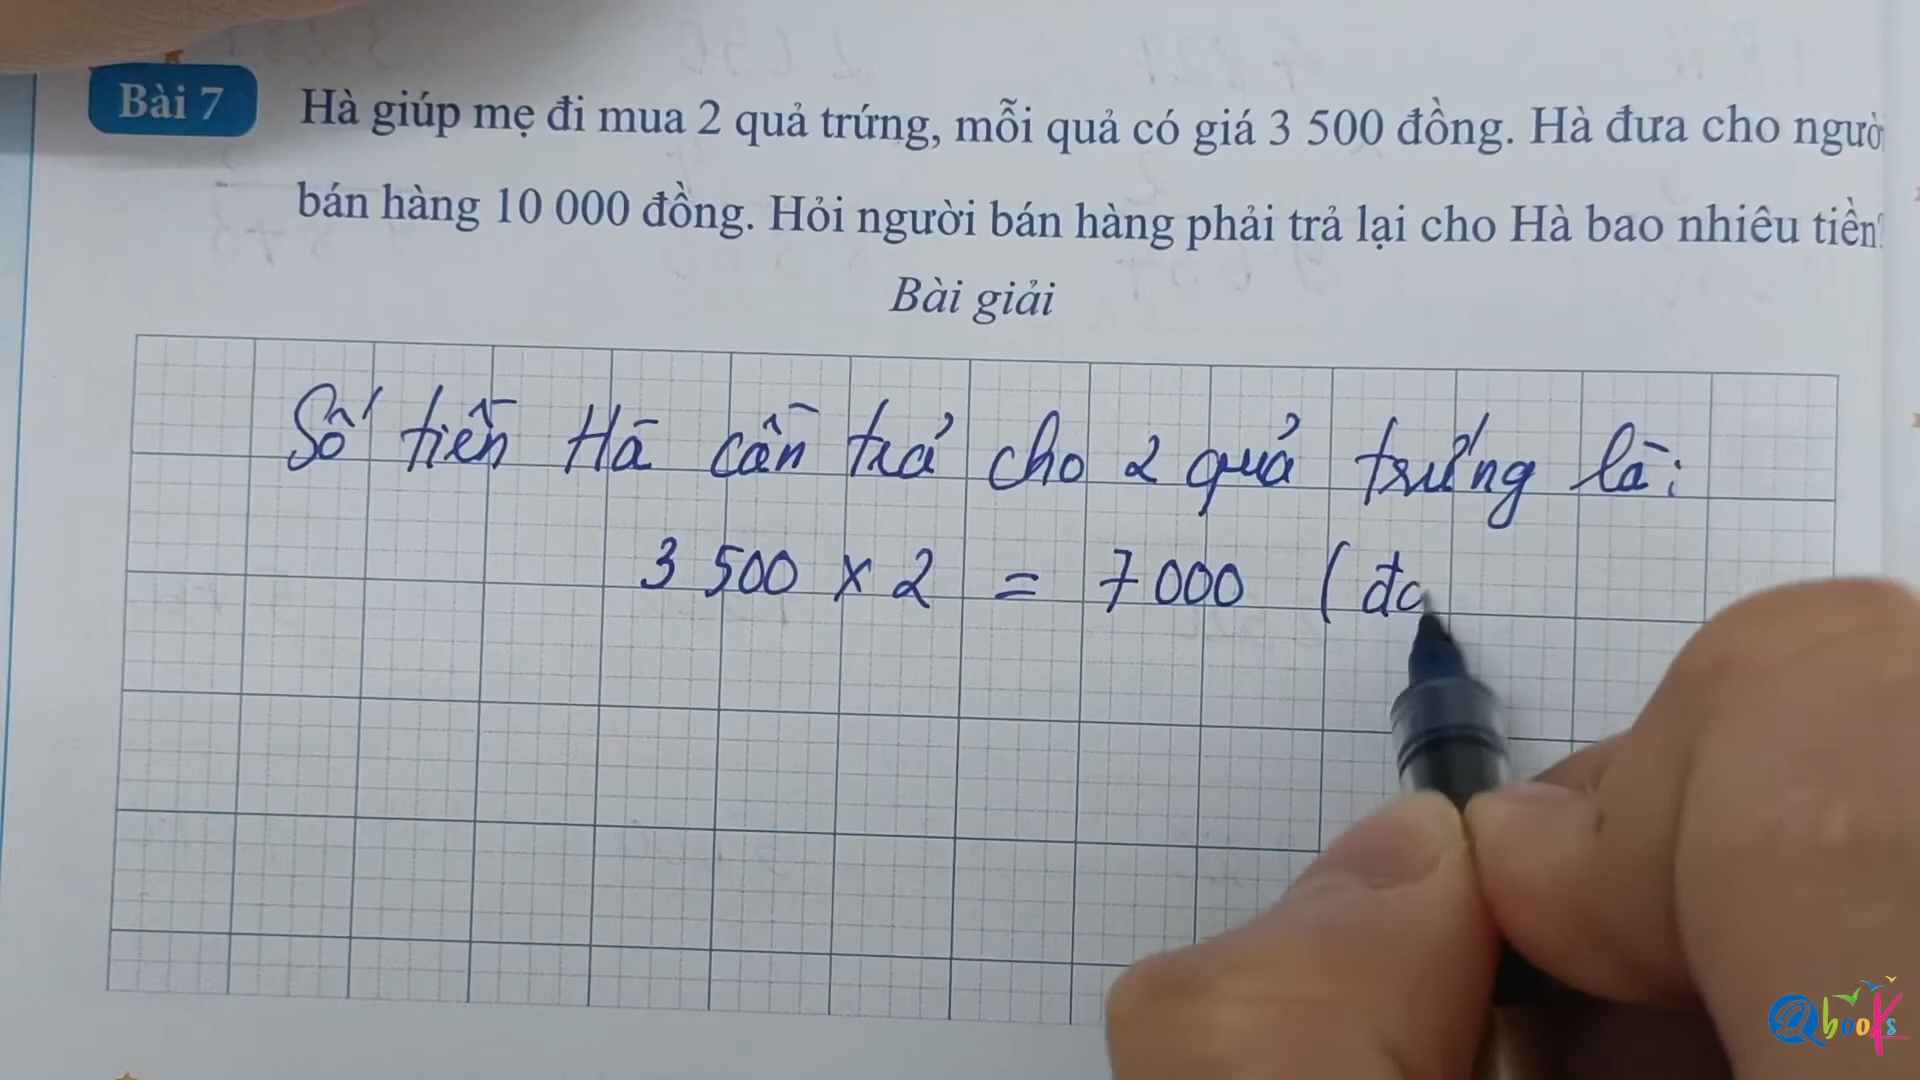 Bài 7
Hà giúp mẹ đi mua 2 quả trứng, mỗi quả có giá 3 500 đồng. Hà đưa cho ngườ
bán hàng 10 000 đồng. Hỏi người bán hàng phải trả lại cho Hà bao nhiêu tiền?
Bài giải
Số tiền Hà cần trả cho 2 quả trứng là:
3 500 x 2 = 7 000 (đo
Qbooks